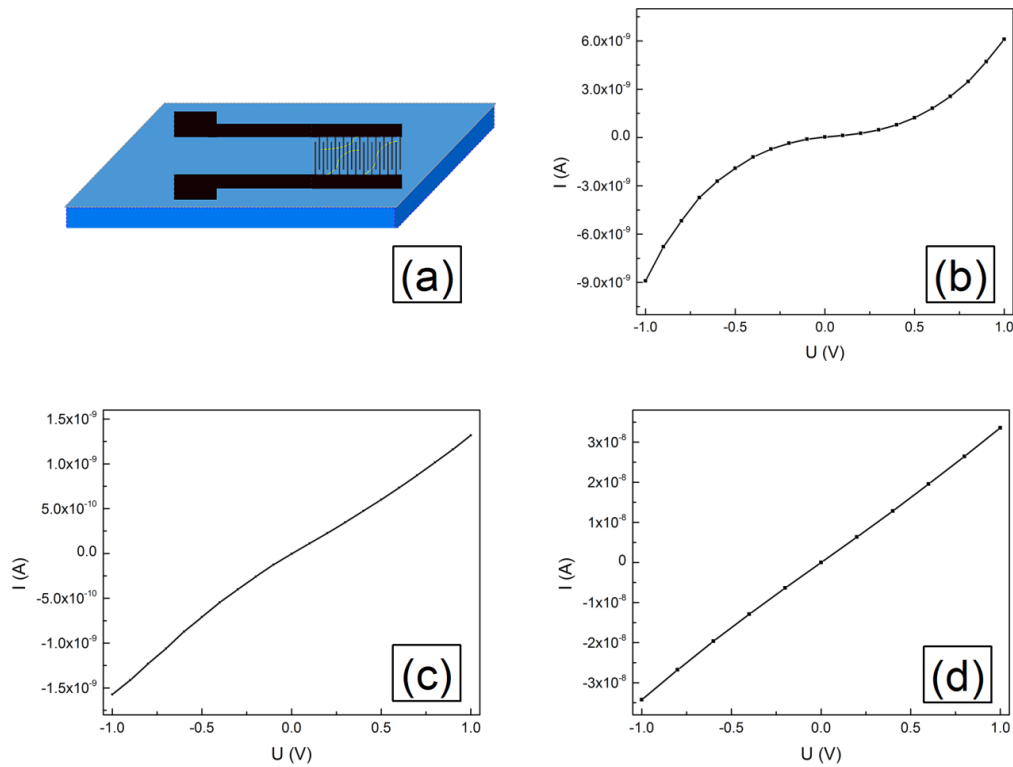 (a)
6.0x10⁻⁹
3.0x10⁻⁹
0.0
-3.0x10⁻⁹
-6.0x10⁻⁹
-9.0x10⁻⁹
I (A)
-1.0 -0.5 0.0 0.5 1.0
U (V)
(b)
1.5x10⁻⁹
1.0x10⁻⁹
5.0x10⁻¹⁰
0.0
-5.0x10⁻¹⁰
-1.0x10⁻⁹
-1.5x10⁻⁹
I (A)
-1.0 -0.5 0.0 0.5 1.0
U (V)
(c)
3x10⁻⁸
2x10⁻⁸
1x10⁻⁸
0
-1x10⁻⁸
-2x10⁻⁸
-3x10⁻⁸
I (A)
-1.0 -0.5 0.0 0.5 1.0
U (V)
(d)